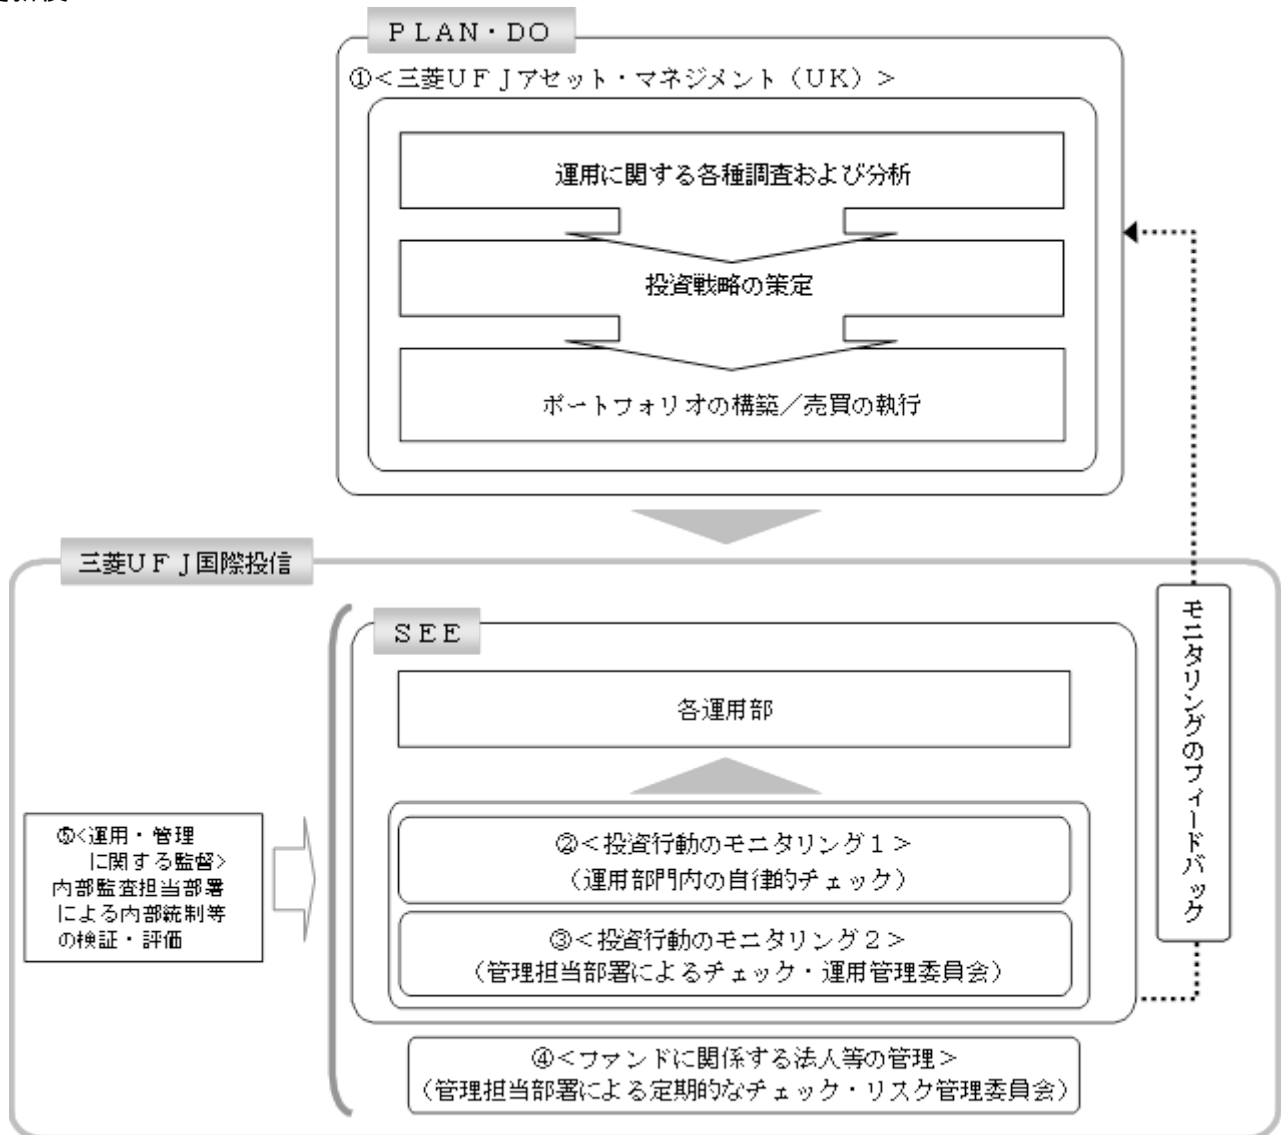 ＰＬＡＮ・ＤＯ
①＜三菱ＵＦＪアセット・マネジメント（ＵＫ）＞
運用に関する各種調査および分析
投資戦略の策定
ポートフォリオの構築／売買の執行
三菱ＵＦＪ国際投信
ＳＥＥ
各運用部
②＜投資行動のモニタリング１＞
（運用部門内の自律的チェック）
③＜投資行動のモニタリング２＞
（管理担当部署によるチェック・運用管理委員会）
④＜ファンドに関係する法人等の管理＞
（管理担当部署による定期的なチェック・リスク管理委員会）
⑤＜運用・管理
に関する監督＞
内部監査担当部署
による内部統制等
の検証・評価
モニタリングのフィードバック